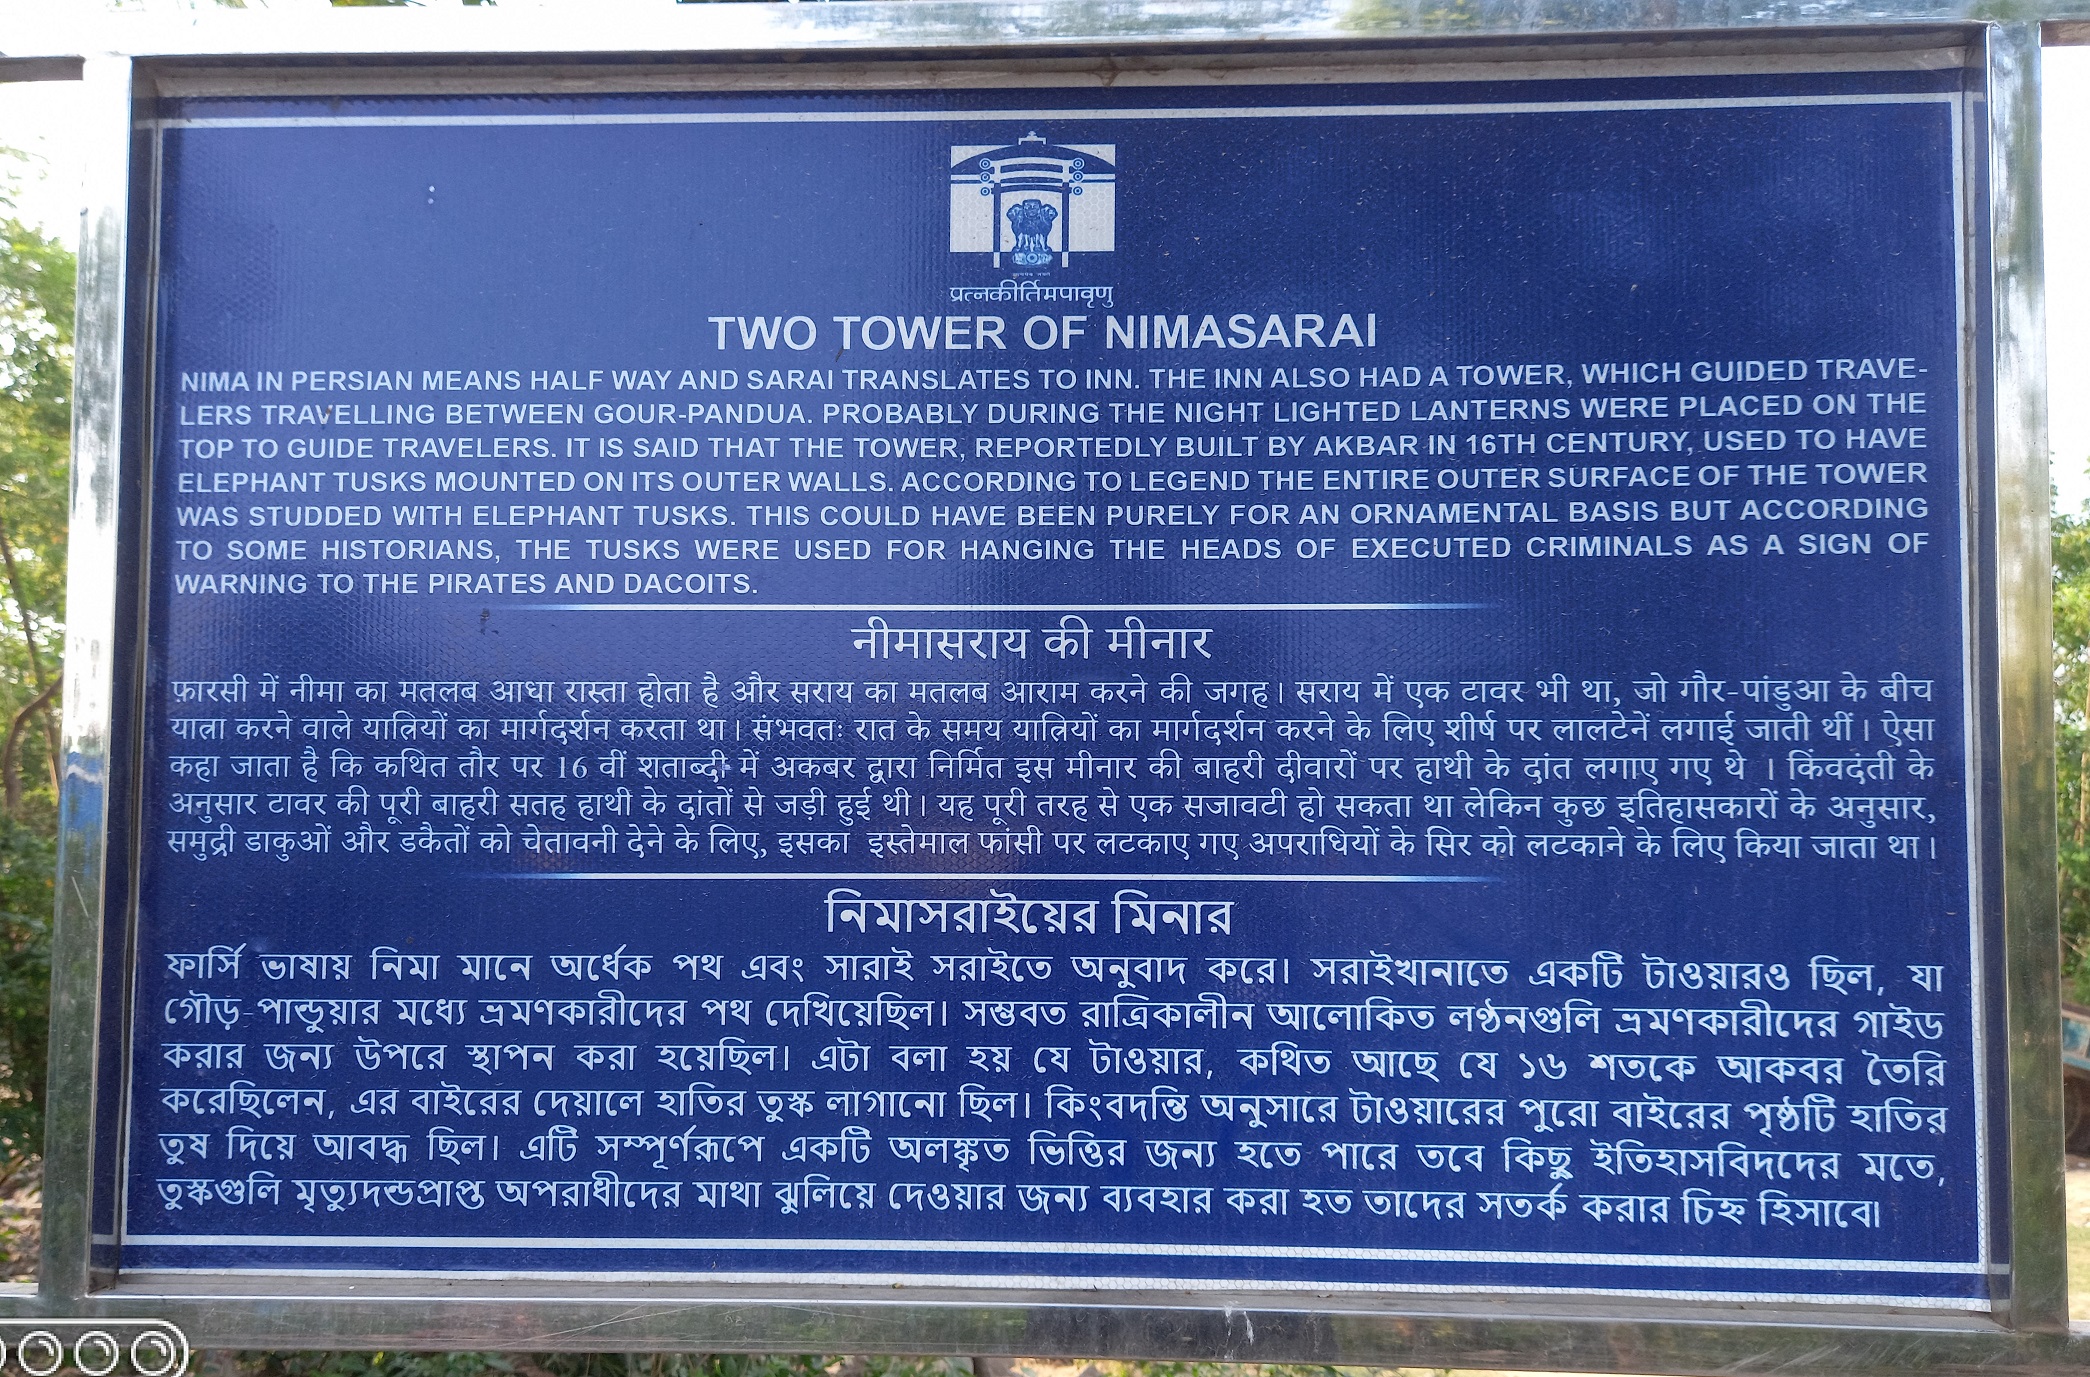 प्रत्नकीर्तिमपावृणु
TWO TOWER OF NIMASARAI
NIMA IN PERSIAN MEANS HALF WAY AND SARAI TRANSLATES TO INN. THE INN ALSO HAD A TOWER, WHICH GUIDED TRAVE-
LERS TRAVELLING BETWEEN GOUR-PANDUA. PROBABLY DURING THE NIGHT LIGHTED LANTERNS WERE PLACED ON THE
TOP TO GUIDE TRAVELERS. IT IS SAID THAT THE TOWER, REPORTEDLY BUILT BY AKBAR IN 16TH CENTURY, USED TO HAVE
ELEPHANT TUSKS MOUNTED ON ITS OUTER WALLS. ACCORDING TO LEGEND THE ENTIRE OUTER SURFACE OF THE TOWER
WAS STUDDED WITH ELEPHANT TUSKS. THIS COULD HAVE BEEN PURELY FOR AN ORNAMENTAL BASIS BUT ACCORDING
TO SOME HISTORIANS, THE TUSKS WERE USED FOR HANGING THE HEADS OF EXECUTED CRIMINALS AS A SIGN OF
WARNING TO THE PIRATES AND DACOITS.
नीमासराय की मीनार
फ़ारसी में नीमा का मतलब आधा रास्ता होता है और सराय का मतलब आराम करने की जगह। सराय में एक टावर भी था, जो गौर-पांडुआ के बीच
यात्रा करने वाले यात्रियों का मार्गदर्शन करता था। संभवतः रात के समय यात्रियों का मार्गदर्शन करने के लिए शीर्ष पर लालटेनें लगाई जाती थीं। ऐसा
कहा जाता है कि कथित तौर पर 16 वीं शताब्दी में अकबर द्वारा निर्मित इस मीनार की बाहरी दीवारों पर हाथी के दांत लगाए गए थे । किंवदंती के
अनुसार टावर की पूरी बाहरी सतह हाथी के दांतों से जड़ी हुई थी। यह पूरी तरह से एक सजावटी हो सकता था लेकिन कुछ इतिहासकारों के अनुसार,
समुद्री डाकुओं और डकैतों को चेतावनी देने के लिए, इसका इस्तेमाल फांसी पर लटकाए गए अपराधियों के सिर को लटकाने के लिए किया जाता था।
নিমাসরাইয়ের মিনার
ফার্সি ভাষায় নিমা মানে অর্ধেক পথ এবং সারাই সরাইতে অনুবাদ করে। সরাইখানাতে একটি টাওয়ারও ছিল, যা
গৌড়-পান্ডুয়ার মধ্যে ভ্রমণকারীদের পথ দেখিয়েছিল। সম্ভবত রাত্রিকালীন আলোকিত লণ্ঠনগুলি ভ্রমণকারীদের গাইড
করার জন্য উপরে স্থাপন করা হয়েছিল। এটা বলা হয় যে টাওয়ার, কথিত আছে যে ১৬ শতকে আকবর তৈরি
করেছিলেন, এর বাইরের দেয়ালে হাতির তুস্ক লাগানো ছিল। কিংবদন্তি অনুসারে টাওয়ারের পুরো বাইরের পৃষ্ঠটি হাতির
তুষ দিয়ে আবদ্ধ ছিল। এটি সম্পূর্ণরূপে একটি অলঙ্কৃত ভিত্তির জন্য হতে পারে তবে কিছু ইতিহাসবিদদের মতে,
তুস্কগুলি মৃত্যুদন্ডপ্রাপ্ত অপরাধীদের মাথা ঝুলিয়ে দেওয়ার জন্য ব্যবহার করা হত তাদের সতর্ক করার চিহ্ন হিসাবে।